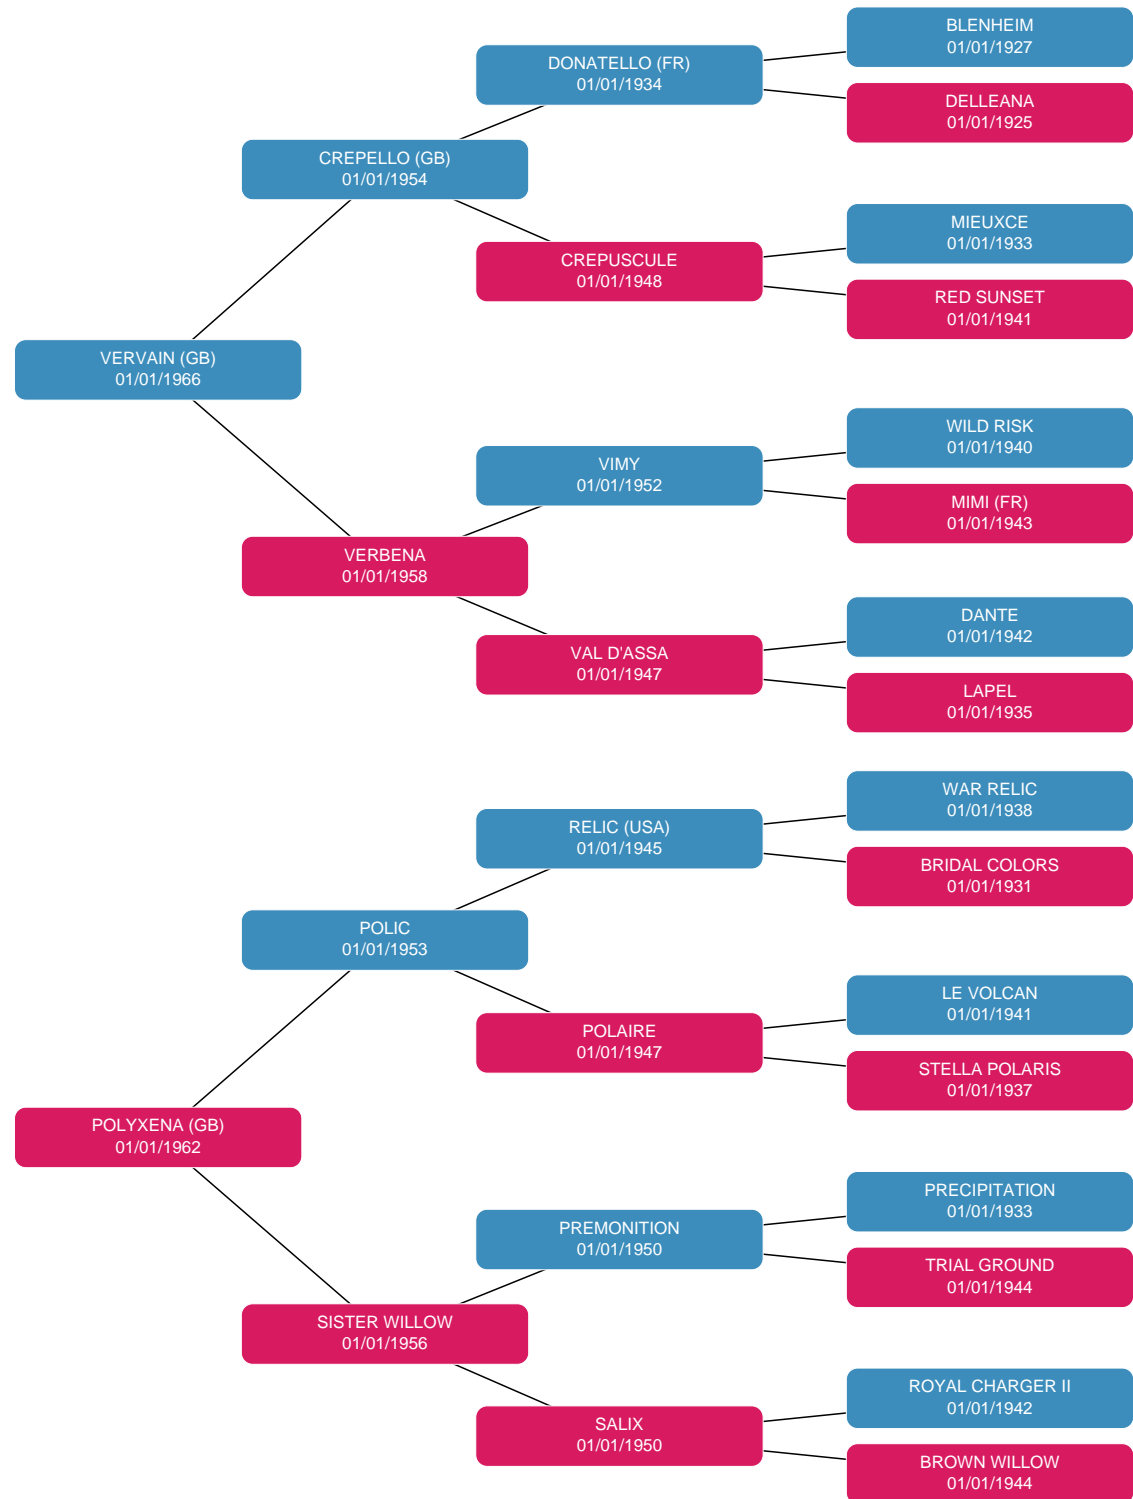 BLENHEIM
01/01/1927
DONATELLO (FR)
01/01/1934
DELLEANA
01/01/1925
CREPELLO (GB)
01/01/1954
MIEUXCE
01/01/1933
CREPUSCULE
01/01/1948
RED SUNSET
01/01/1941
VERVAIN (GB)
01/01/1966
WILD RISK
01/01/1940
VIMY
01/01/1952
MIMI (FR)
01/01/1943
VERBENA
01/01/1958
DANTE
01/01/1942
VAL D'ASSA
01/01/1947
LAPEL
01/01/1935
WAR RELIC
01/01/1938
RELIC (USA)
01/01/1945
BRIDAL COLORS
01/01/1931
POLIC
01/01/1953
LE VOLCAN
01/01/1941
POLAIRE
01/01/1947
STELLA POLARIS
01/01/1937
POLYXENA (GB)
01/01/1962
PRECIPITATION
01/01/1933
PREMONITION
01/01/1950
TRIAL GROUND
01/01/1944
SISTER WILLOW
01/01/1956
ROYAL CHARGER II
01/01/1942
SALIX
01/01/1950
BROWN WILLOW
01/01/1944